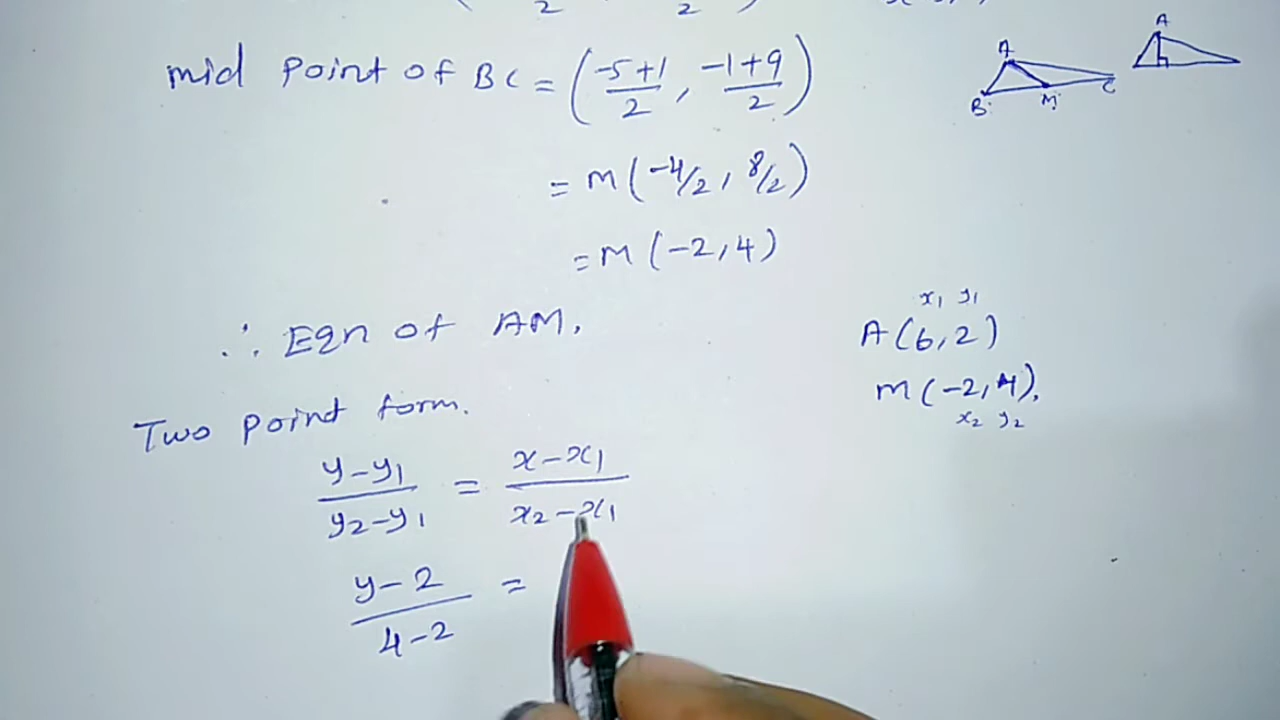 2 2
A
mid point of BC = (-5+1/2, -1+9/2)
A
B M C
= M(-4/2, 8/2)
= M(-2,4)
x1 y1
∴ Eqn of AM.
A(6,2)
M(-2,4).
x2 y2
Two point form.
y-y1/y2-y1 = x-x1/x2-x1
y-2/4-2 =